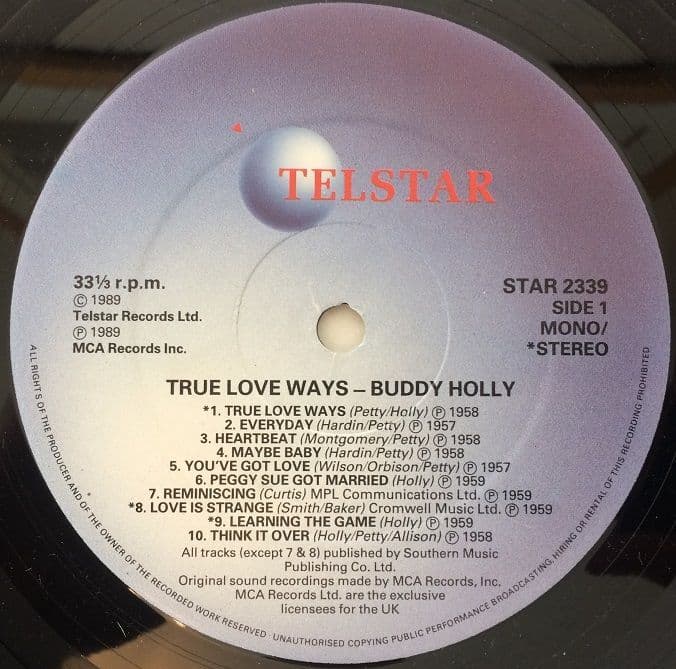 TELSTAR
33⅓ r.p.m.
© 1989
Telstar Records Ltd.
℗ 1989
MCA Records Inc.
STAR 2339
SIDE 1
MONO/
*STEREO
TRUE LOVE WAYS – BUDDY HOLLY
*1. TRUE LOVE WAYS (Petty/Holly) ℗ 1958
2. EVERYDAY (Hardin/Petty) ℗ 1957
3. HEARTBEAT (Montgomery/Petty) ℗ 1958
4. MAYBE BABY (Hardin/Petty) ℗ 1958
5. YOU'VE GOT LOVE (Wilson/Orbison/Petty) ℗ 1957
6. PEGGY SUE GOT MARRIED (Holly) ℗ 1959
7. REMINISCING (Curtis) MPL Communications Ltd. ℗ 1959
*8. LOVE IS STRANGE (Smith/Baker) Cromwell Music Ltd. ℗ 1959
*9. LEARNING THE GAME (Holly) ℗ 1959
10. THINK IT OVER (Holly/Petty/Allison) ℗ 1958
All tracks (except 7 & 8) published by Southern Music
Publishing Co. Ltd.
Original sound recordings made by MCA Records, Inc.
MCA Records Ltd. are the exclusive
licensees for the UK
ALL RIGHTS OF THE PRODUCER AND OF THE OWNER OF THE RECORDED WORK RESERVED · UNAUTHORISED COPYING PUBLIC PERFORMANCE BROADCASTING, HIRING OR RENTAL OF THIS RECORDING PROHIBITED